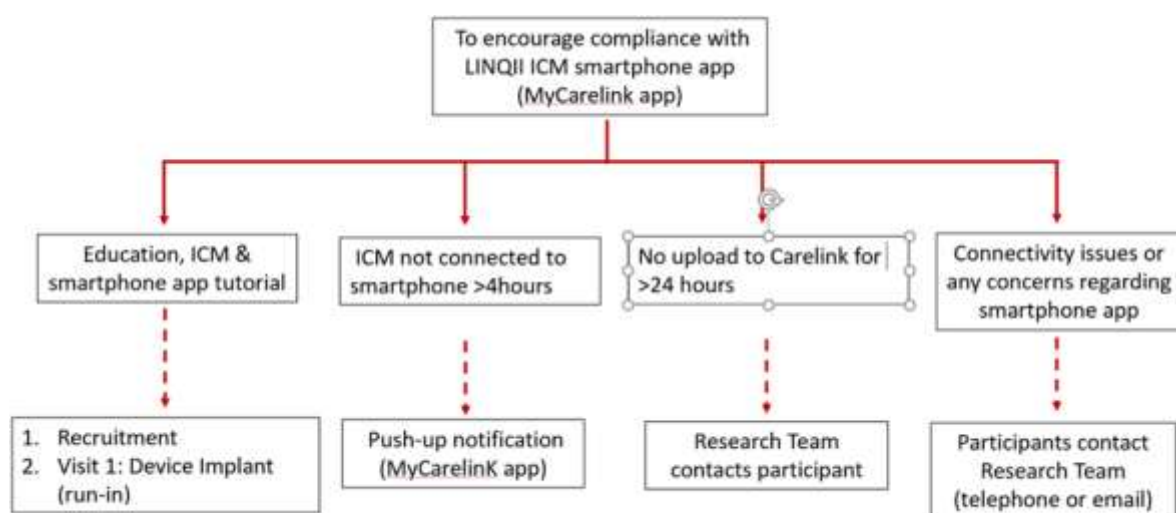 To encourage compliance with
LINQII ICM smartphone app
(MyCarelink app)
Education, ICM &
smartphone app tutorial
ICM not connected to
smartphone >4hours
No upload to Carelink for
>24 hours
Connectivity issues or
any concerns regarding
smartphone app
1. Recruitment
2. Visit 1: Device Implant
(run-in)
Push-up notification
(MyCarelinK app)
Research Team
contacts participant
Participants contact
Research Team
(telephone or email)